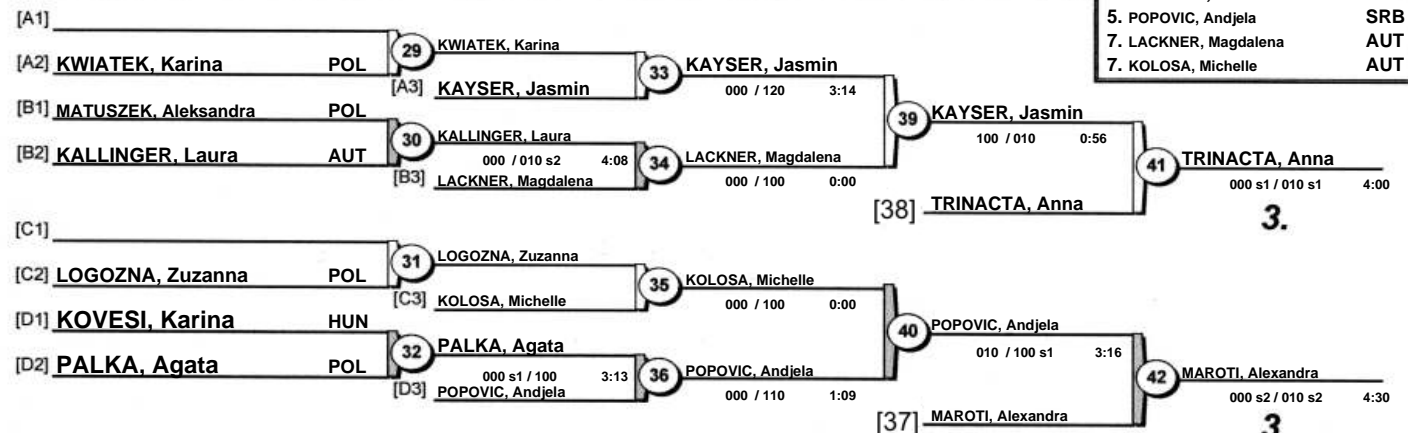 5. POPOVIC, Andjela SRB
7. LACKNER, Magdalena AUT
7. KOLOSA, Michelle AUT
[A1]
[A2] KWIATEK, Karina POL
29
KWIATEK, Karina
[A3] KAYSER, Jasmin
33
KAYSER, Jasmin
000 / 120 3:14
[B1] MATUSZEK, Aleksandra POL
[B2] KALLINGER, Laura AUT
30
KALLINGER, Laura
000 / 010 s2 4:08
[B3] LACKNER, Magdalena
34
LACKNER, Magdalena
000 / 100 0:00
39
KAYSER, Jasmin
100 / 010 0:56
[38] TRINACTA, Anna
41
TRINACTA, Anna
000 s1 / 010 s1 4:00
3.
[C1]
[C2] LOGOZNA, Zuzanna POL
31
LOGOZNA, Zuzanna
[C3] KOLOSA, Michelle
35
KOLOSA, Michelle
000 / 100 0:00
[D1] KOVESI, Karina HUN
[D2] PALKA, Agata POL
32
PALKA, Agata
000 s1 / 100 3:13
[D3] POPOVIC, Andjela
36
POPOVIC, Andjela
000 / 110 1:09
40
POPOVIC, Andjela
010 / 100 s1 3:16
[37] MAROTI, Alexandra
42
MAROTI, Alexandra
000 s2 / 010 s2 4:30
3